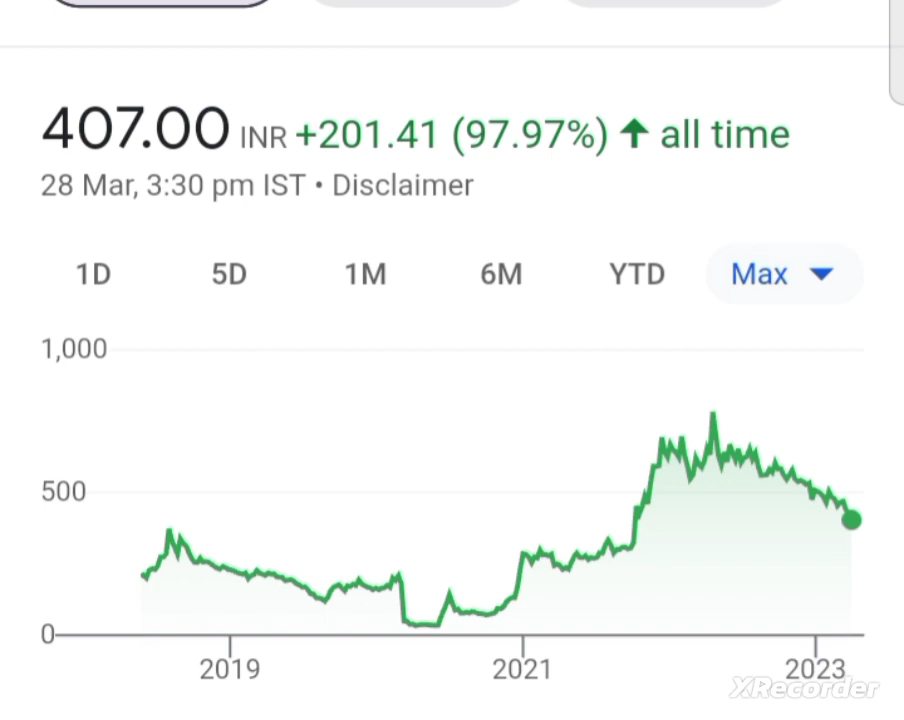 407.00 INR +201.41 (97.97%) ↑ all time
28 Mar, 3:30 pm IST • Disclaimer
1D 5D 1M 6M YTD Max
1,000
500
0
2019 2021 2023
XRecorder